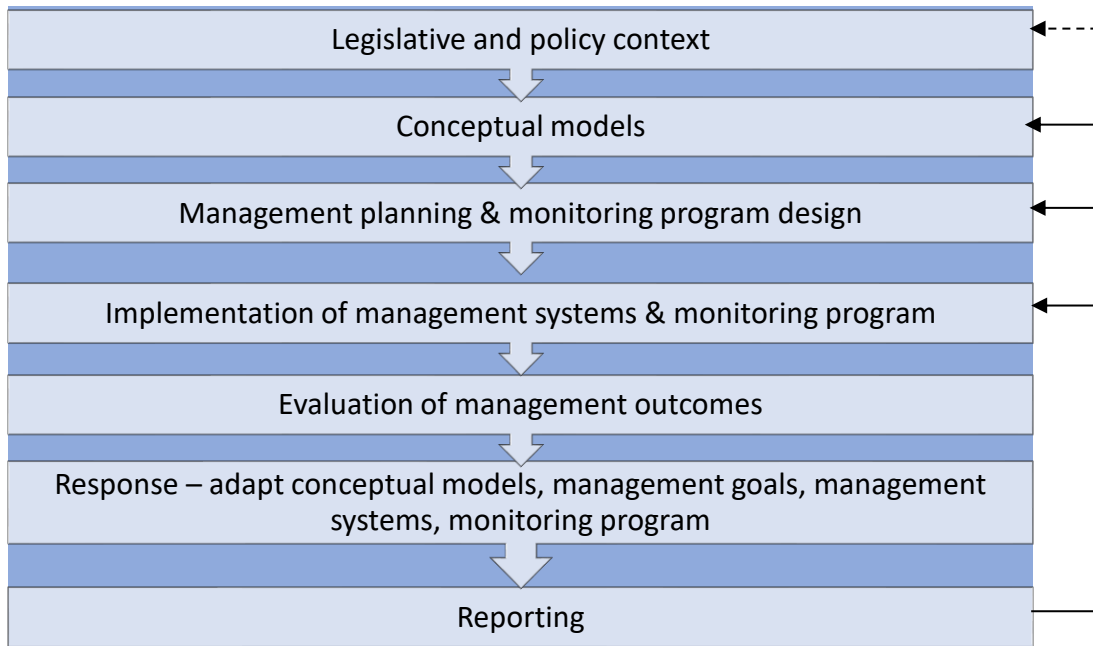 Legislative and policy context
Conceptual models
Management planning & monitoring program design
Implementation of management systems & monitoring program
Evaluation of management outcomes
Response – adapt conceptual models, management goals, management
systems, monitoring program
Reporting